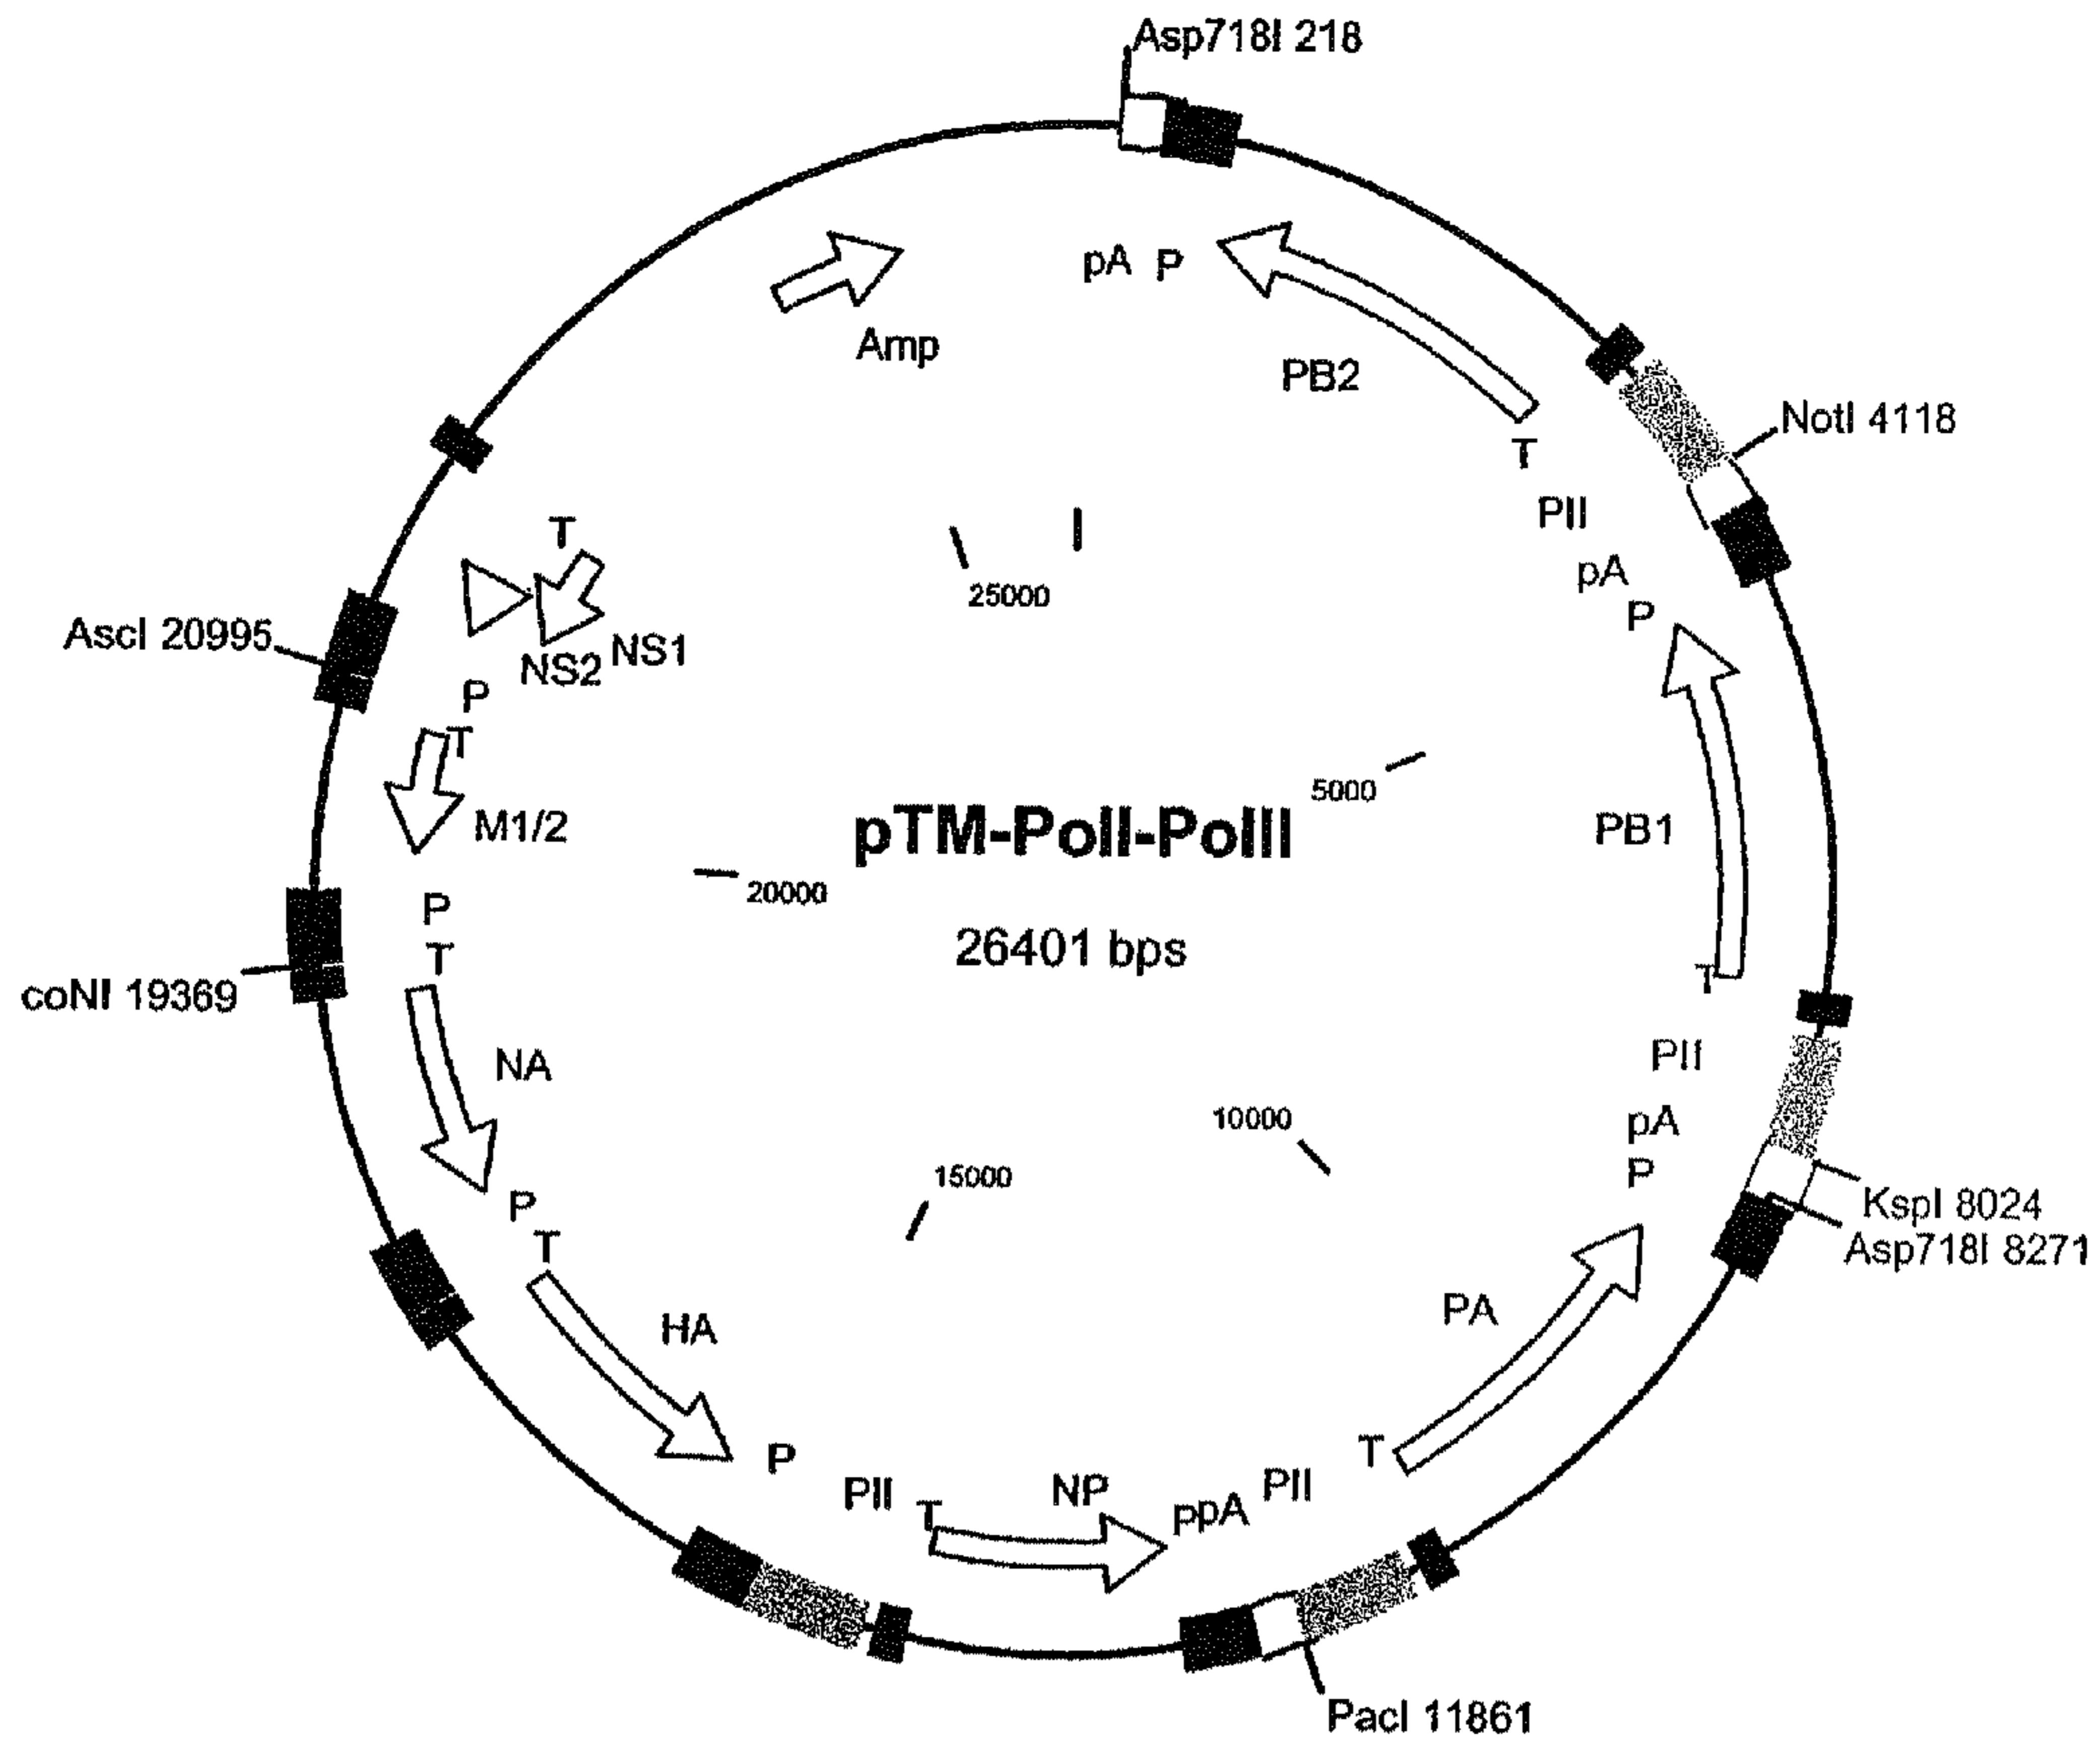 Asp718I 218
pA P
Amp
PB2
NotI 4118
T
PII
pA
P
T
25000
AscI 20995
NS2 NS1
P
T
M1/2
5000
pTM-PolI-PolII
20000
26401 bps
PB1
P
T
coNI 19369
T
NA
PII
pA
P
10000
15000
KspI 8024
Asp718I 8271
P
T
HA
PA
P
PII
T
NP
PpA
PII
T
PacI 11861